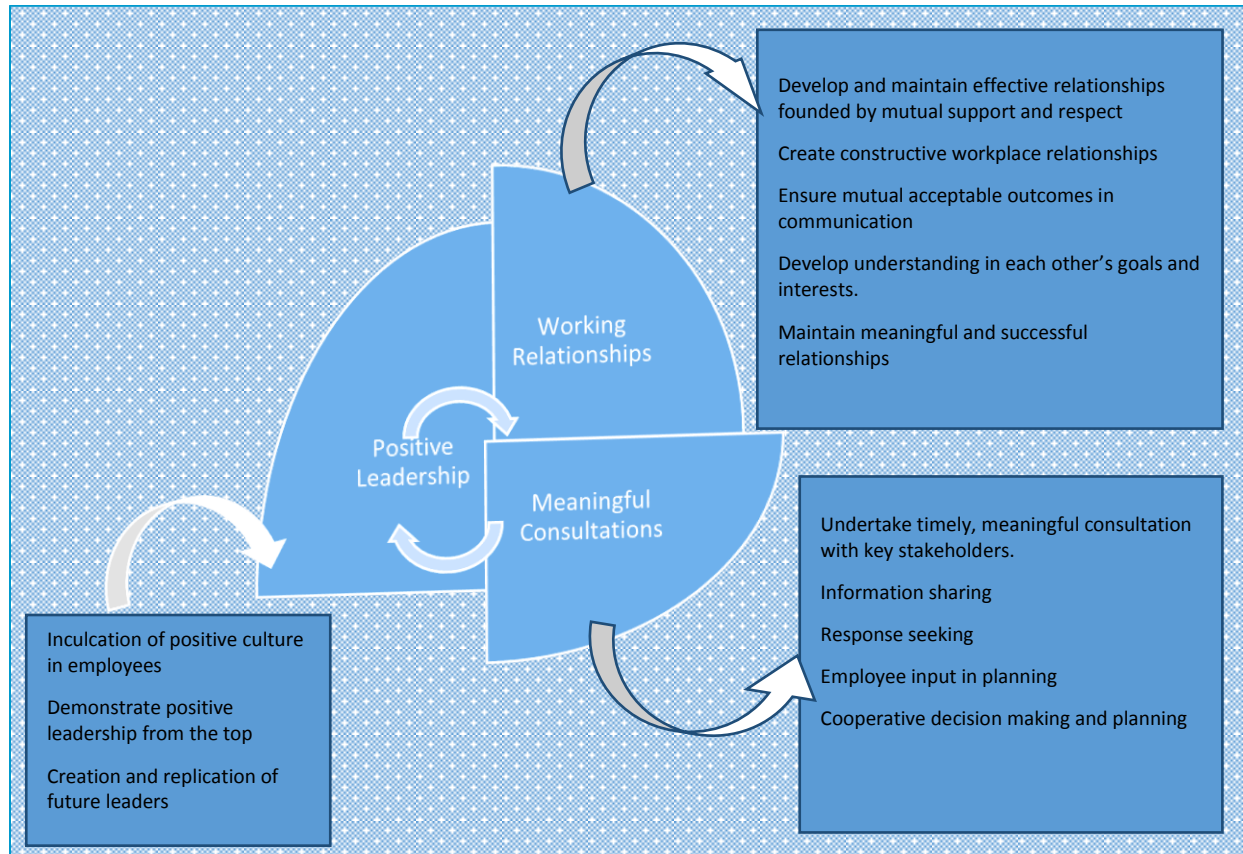 Develop and maintain effective relationships
founded by mutual support and respect
Create constructive workplace relationships
Ensure mutual acceptable outcomes in
communication
Develop understanding in each other’s goals and
interests.
Maintain meaningful and successful
relationships
Working
Relationships
Positive
Leadership
Meaningful
Consultations
Undertake timely, meaningful consultation
with key stakeholders.
Information sharing
Response seeking
Employee input in planning
Cooperative decision making and planning
Inculcation of positive culture
in employees
Demonstrate positive
leadership from the top
Creation and replication of
future leaders